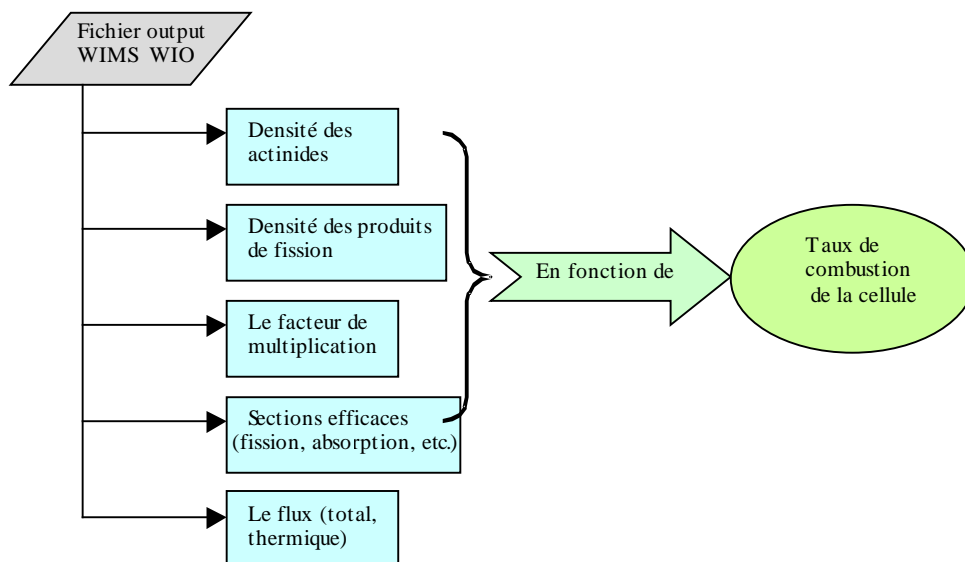 Fichier output
WIMS WIO
Densité des
actinides
Densité des produits
de fission
Le facteur de
multiplication
Sections efficaces
(fission, absorption, etc.)
Le flux (total,
thermique)
En fonction de
Taux de
combustion
de la cellule